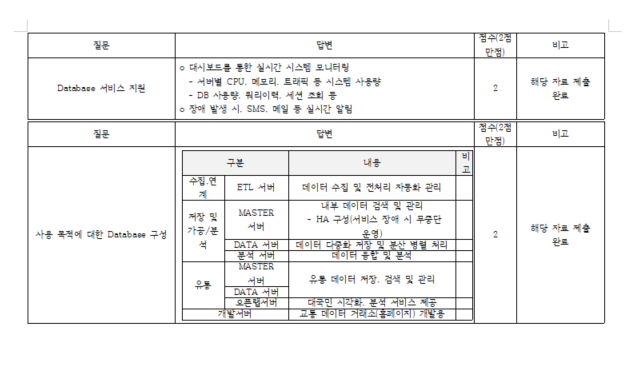 질문 답변 점수(2점 만점) 비고
Database 서비스 지원
○ 대시보드를 통한 실시간 시스템 모니터링
- 서버별 CPU, 메모리, 트래픽 등 시스템 사용량
- DB 사용량, 쿼리이력, 세션 조회 등
○ 장애 발생 시, SMS, 메일 등 실시간 알림
2
해당 자료 제출
완료
질문 답변 점수(2점 만점) 비고
사용 목적에 대한 Database 구성
구분 내용 비고
수집,연계 ETL 서버 데이터 수집 및 전처리 자동화 관리
저장 및 가공/분석
MASTER 서버
내부 데이터 검색 및 관리
- HA 구성(서비스 장애 시 무중단
운영)
DATA 서버 데이터 다중화 저장 및 분산 병렬 처리
분석 서버 데이터 융합 및 분석
유통
MASTER 서버
유통 데이터 저장, 검색 및 관리
DATA 서버
오픈랩서버 대국민 시각화, 분석 서비스 제공
개발서버 교통 데이터 거래소(홈페이지) 개발용
2
해당 자료 제출
완료